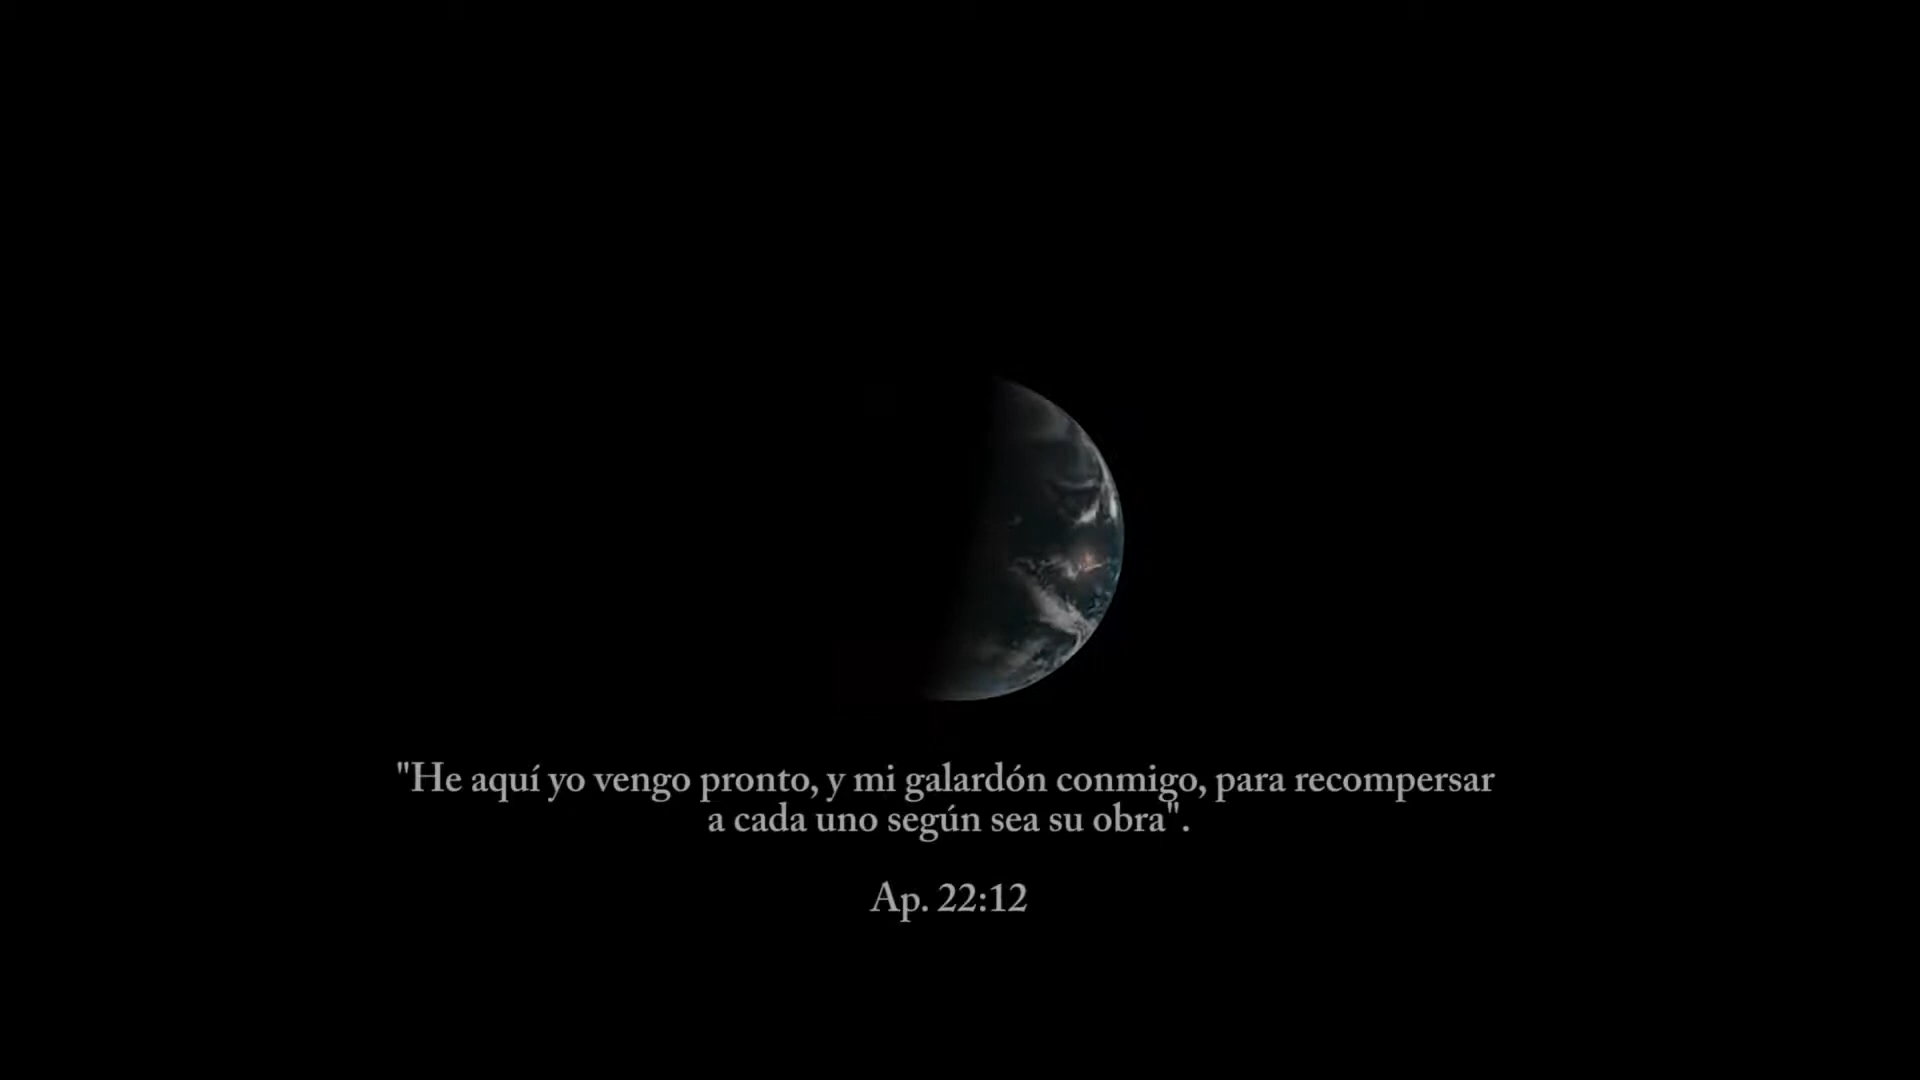 "He aquí yo vengo pronto, y mi galardón conmigo, para recompersar
a cada uno según sea su obra".
Ap. 22:12